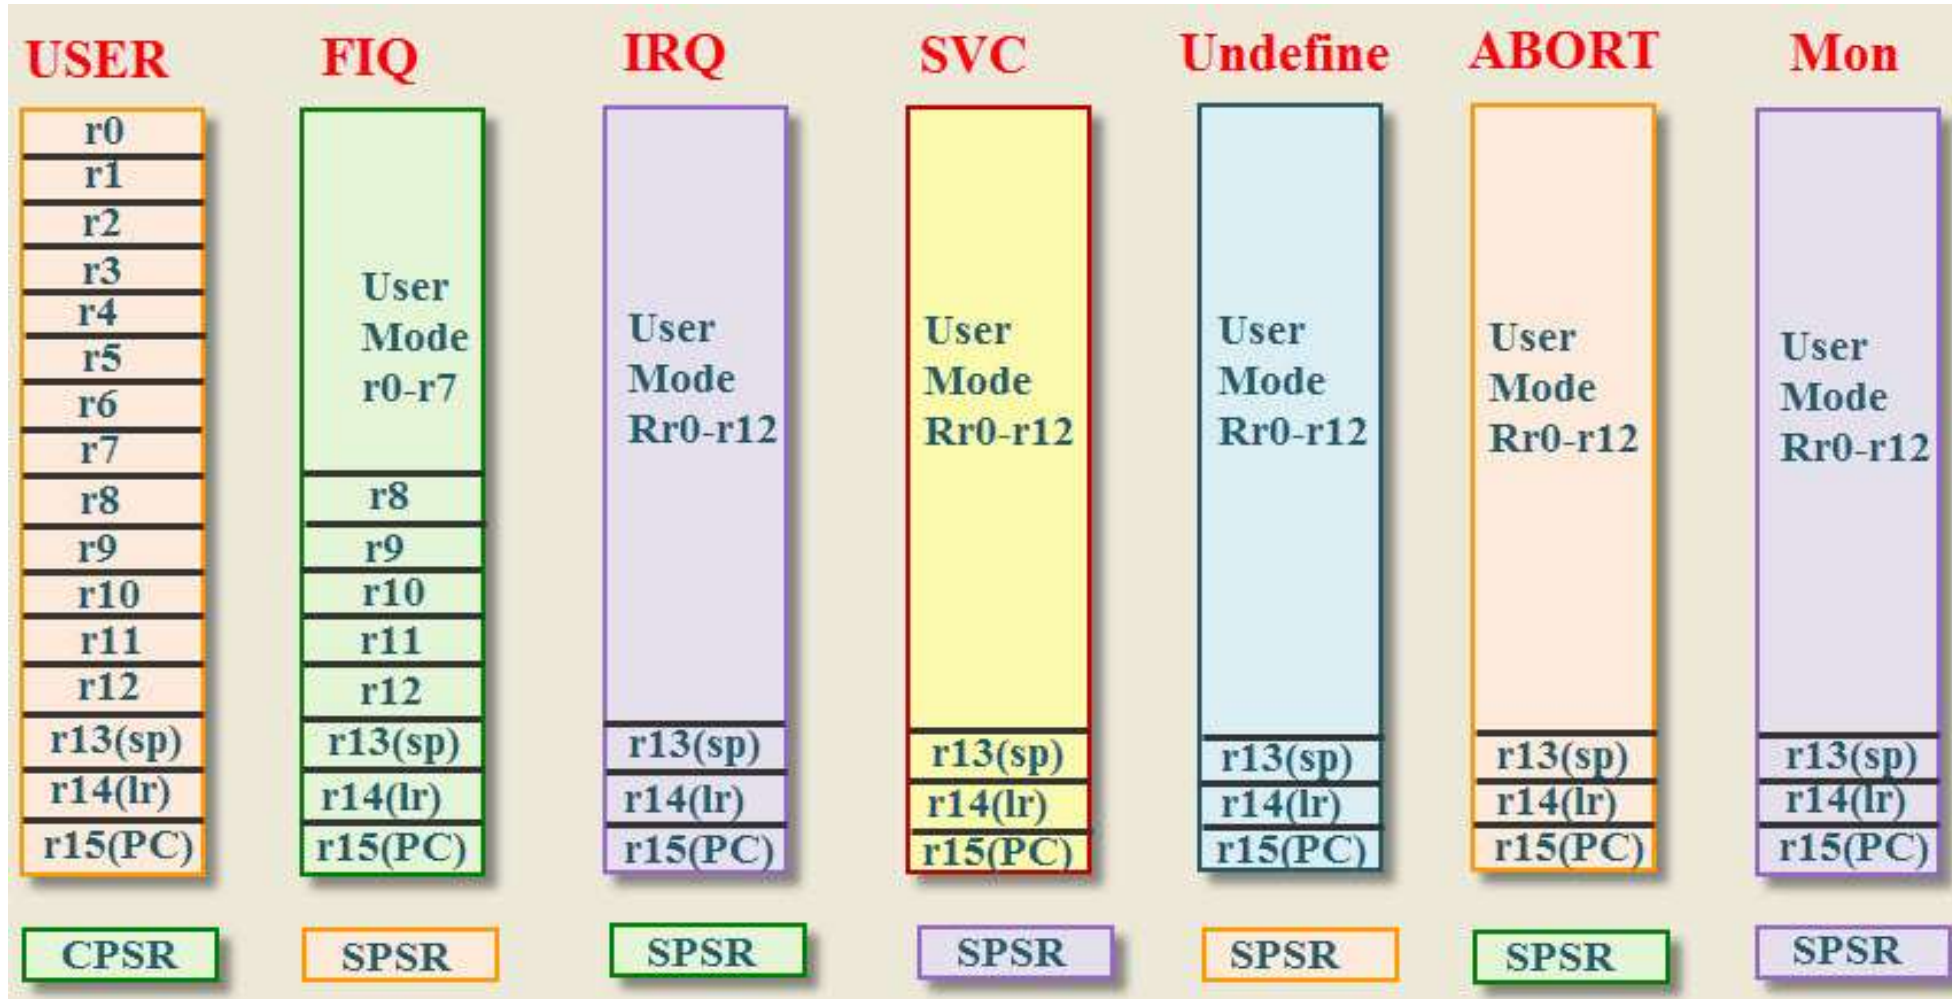 USER
r0
r1
r2
r3
r4
r5
r6
r7
r8
r9
r10
r11
r12
r13(sp)
r14(lr)
r15(PC)
CPSR
FIQ
User
Mode
r0-r7
r8
r9
r10
r11
r12
r13(sp)
r14(lr)
r15(PC)
SPSR
IRQ
User
Mode
Rr0-r12
r13(sp)
r14(lr)
r15(PC)
SPSR
SVC
User
Mode
Rr0-r12
r13(sp)
r14(lr)
r15(PC)
SPSR
Undefine
User
Mode
Rr0-r12
r13(sp)
r14(lr)
r15(PC)
SPSR
ABORT
User
Mode
Rr0-r12
r13(sp)
r14(lr)
r15(PC)
SPSR
Mon
User
Mode
Rr0-r12
r13(sp)
r14(lr)
r15(PC)
SPSR